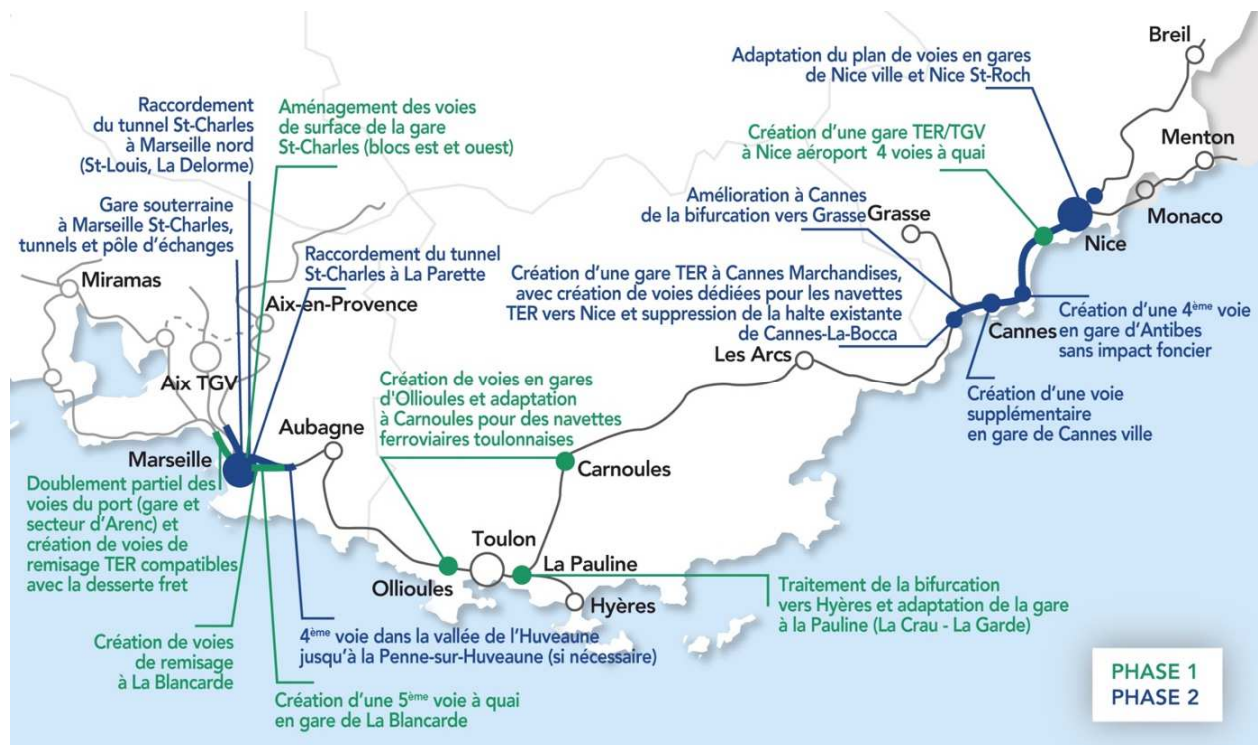 Breil
Adaptation du plan de voies en gares
de Nice ville et Nice St-Roch
Raccordement
du tunnel St-Charles
à Marseille nord
(St-Louis, La Delorme)
Aménagement des voies
de surface de la gare
St-Charles (blocs est et ouest)
Création d'une gare TER/TGV
à Nice aéroport 4 voies à quai
Menton
Amélioration à Cannes
de la bifurcation vers Grasse
Grasse
Monaco
Nice
Gare souterraine
à Marseille St-Charles,
tunnels et pôle d'échanges
Raccordement du tunnel
St-Charles à La Parette
Miramas
Aix-en-Provence
Création d'une gare TER à Cannes Marchandises,
avec création de voies dédiées pour les navettes
TER vers Nice et suppression de la halte existante
de Cannes-La-Bocca
Cannes
Création d'une 4ème voie
en gare d'Antibes
sans impact foncier
Les Arcs
Aix TGV
Création de voies en gares
d'Ollioules et adaptation
à Carnoules pour des navettes
ferroviaires toulonnaises
Création d'une voie
supplémentaire
en gare de Cannes ville
Aubagne
Marseille
Carnoules
Doublement partiel des
voies du port (gare et
secteur d'Arenc) et
création de voies de
remisage TER compatibles
avec la desserte fret
Toulon
La Pauline
Ollioules
Hyères
Traitement de la bifurcation
vers Hyères et adaptation de la gare
à la Pauline (La Crau - La Garde)
Création de voies
de remisage
à La Blancarde
4ème voie dans la vallée de l'Huveaune
jusqu'à la Penne-sur-Huveaune (si nécessaire)
Création d'une 5ème voie à quai
en gare de La Blancarde
PHASE 1
PHASE 2